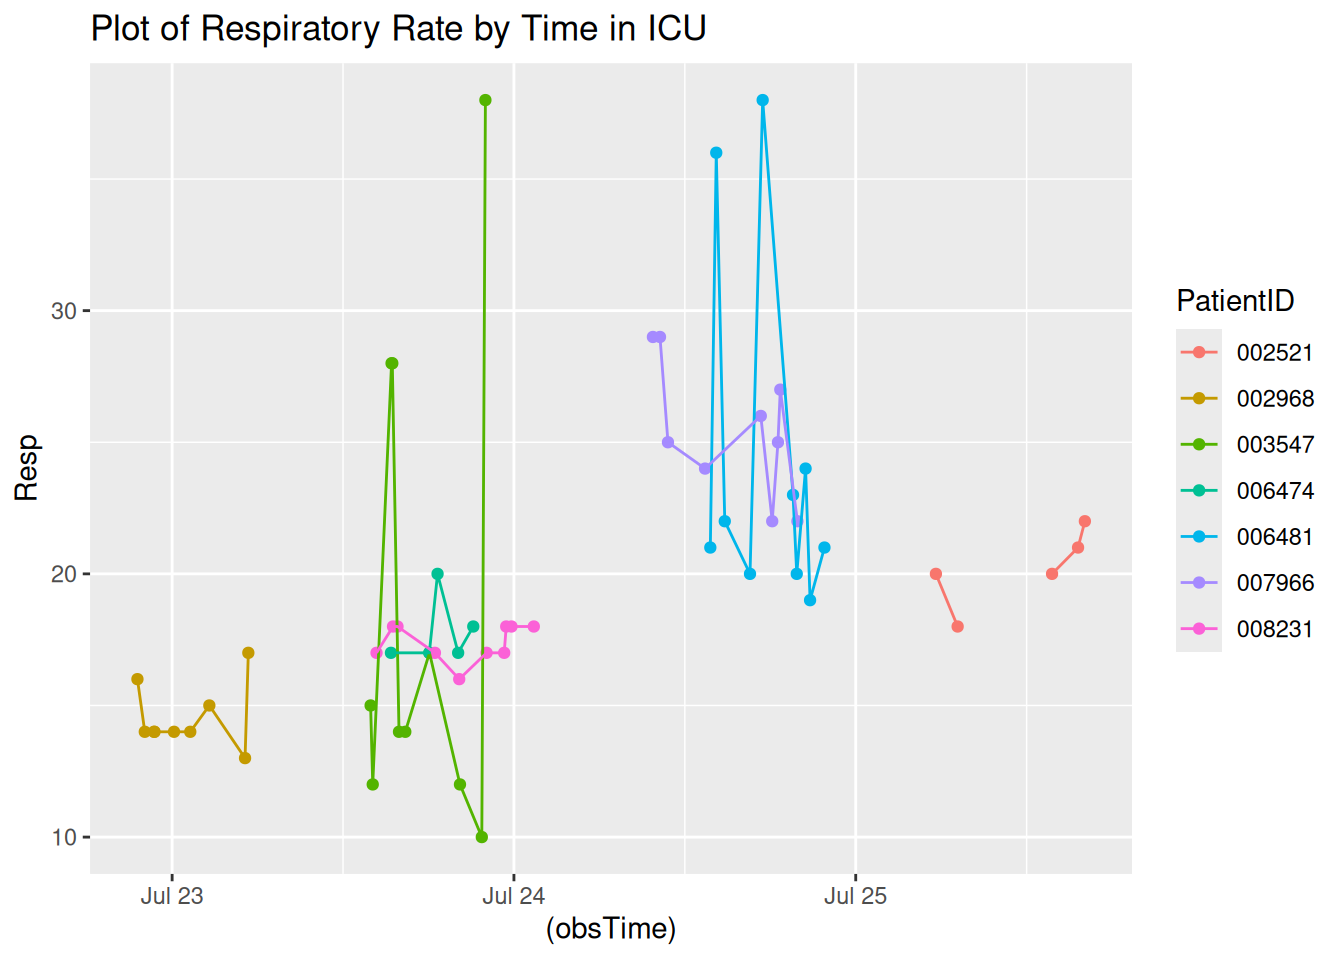 Plot of Respiratory Rate by Time in ICU
Resp
30
20
10
Jul 23
Jul 24
Jul 25
(obsTime)
PatientID
002521
002968
003547
006474
006481
007966
008231